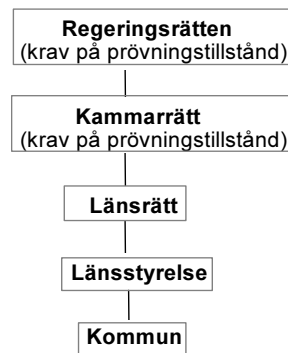 Regeringsrätten
(krav på prövningstillstånd)
Kammarrätt
(krav på prövningstillstånd)
Länsrätt
Länsstyrelse
Kommun